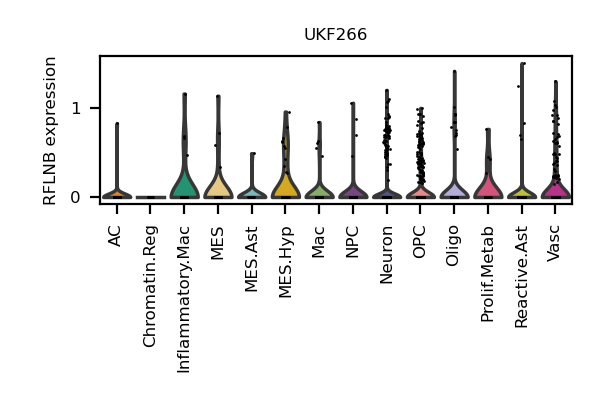 UKF266
RFLNB expression
1
0
AC
Chromatin.Reg
Inflammatory.Mac
MES
MES.Ast
MES.Hyp
Mac
NPC
Neuron
OPC
Oligo
Prolif.Metab
Reactive.Ast
Vasc